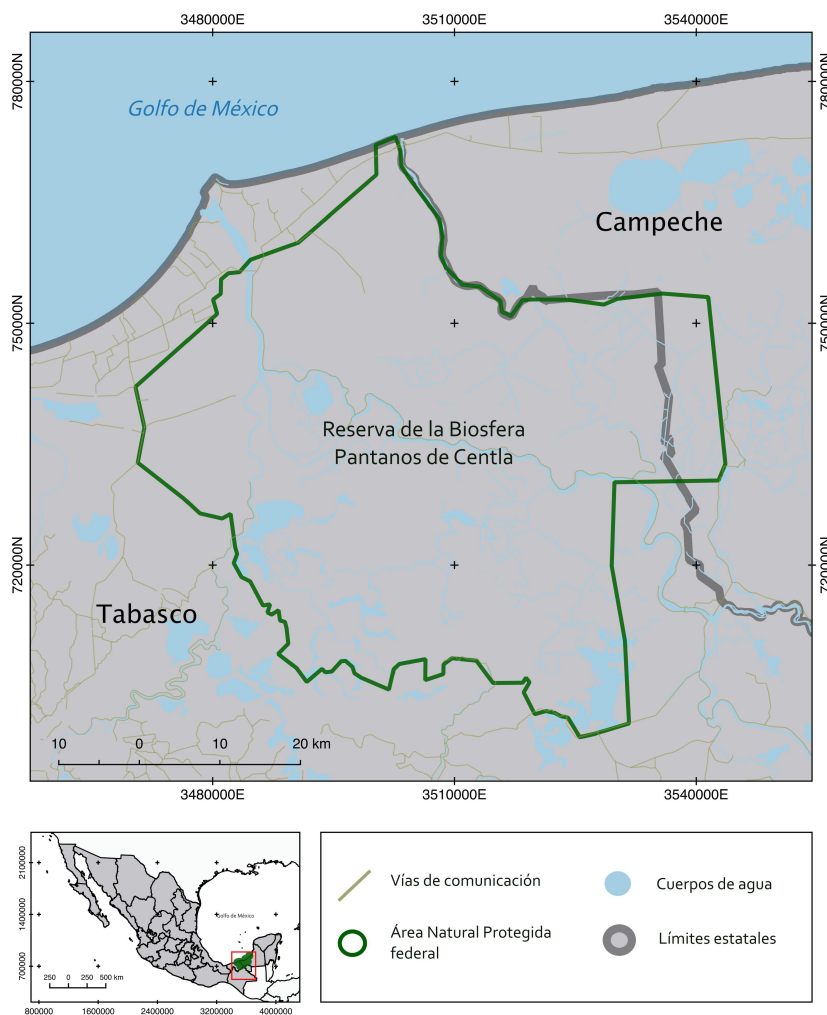 3480000E 3510000E 3540000E
780000N 780000N
Golfo de México
Campeche
750000N 750000N
Reserva de la Biosfera
Pantanos de Centla
720000N 720000N
Tabasco
10 0 10 20 km
3480000E 3510000E 3540000E
2100000
1400000
700000
Golfo de México
250 0 250 500 km
800000 1600000 2400000 3200000 4000000
Vías de comunicación
Cuerpos de agua
Área Natural Protegida
federal
Límites estatales